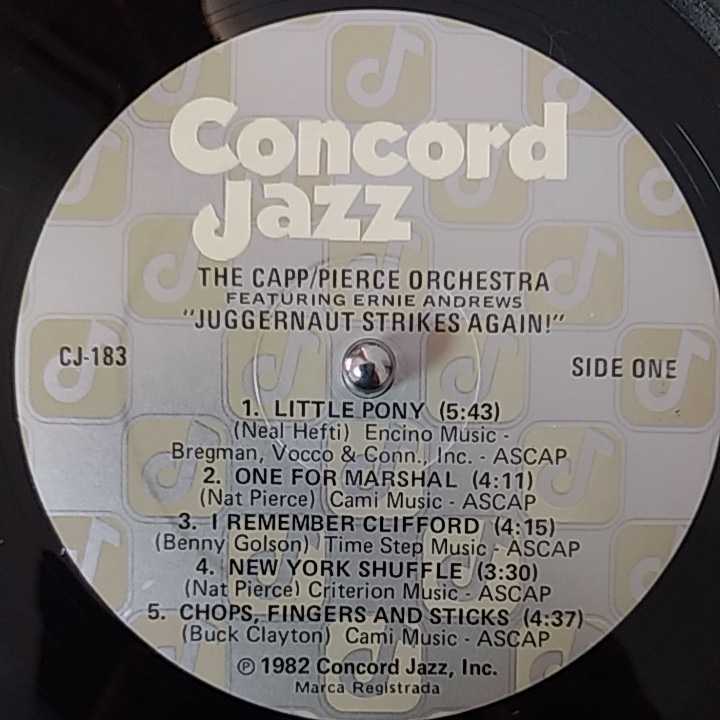 Concord
Jazz
THE CAPP/PIERCE ORCHESTRA
FEATURING ERNIE ANDREWS
"JUGGERNAUT STRIKES AGAIN!"
CJ-183
SIDE ONE
1. LITTLE PONY (5:43)
(Neal Hefti) Encino Music -
Bregman, Vocco & Conn., Inc. - ASCAP
2. ONE FOR MARSHAL (4:11)
(Nat Pierce) Cami Music - ASCAP
3. I REMEMBER CLIFFORD (4:15)
(Benny Golson) Time Step Music - ASCAP
4. NEW YORK SHUFFLE (3:30)
(Nat Pierce) Criterion Music - ASCAP
5. CHOPS, FINGERS AND STICKS (4:37)
(Buck Clayton) Cami Music - ASCAP
℗ 1982 Concord Jazz, Inc.
Marca Registrada